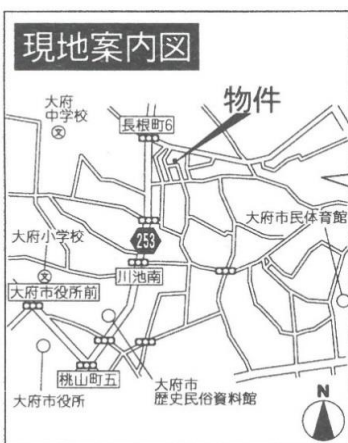 現地案内図
大府
中学校
文
物件
長根町6
大府市民体育館
253
大府小学校
文
川池南
大府市役所前
桃山町五
大府市役所
大府市
歴史民俗資料館
N